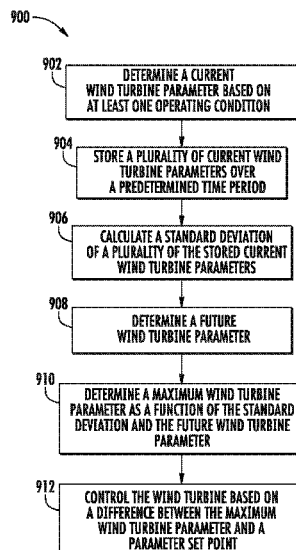 900
902
DETERMINE A CURRENT
WIND TURBINE PARAMETER BASED ON
AT LEAST ONE OPERATING CONDITION
904
STORE A PLURALITY OF CURRENT WIND
TURBINE PARAMETERS OVER
A PREDETERMINED TIME PERIOD
906
CALCULATE A STANDARD DEVIATION
OF A PLURALITY OF THE STORED CURRENT
WIND TURBINE PARAMETERS
908
DETERMINE A FUTURE
WIND TURBINE PARAMETER
910
DETERMINE A MAXIMUM WIND TURBINE
PARAMETER AS A FUNCTION OF THE STANDARD
DEVIATION AND THE FUTURE WIND TURBINE
PARAMETER
912
CONTROL THE WIND TURBINE BASED ON
A DIFFERENCE BETWEEN THE MAXIMUM
WIND TURBINE PARAMETER AND A
PARAMETER SET POINT